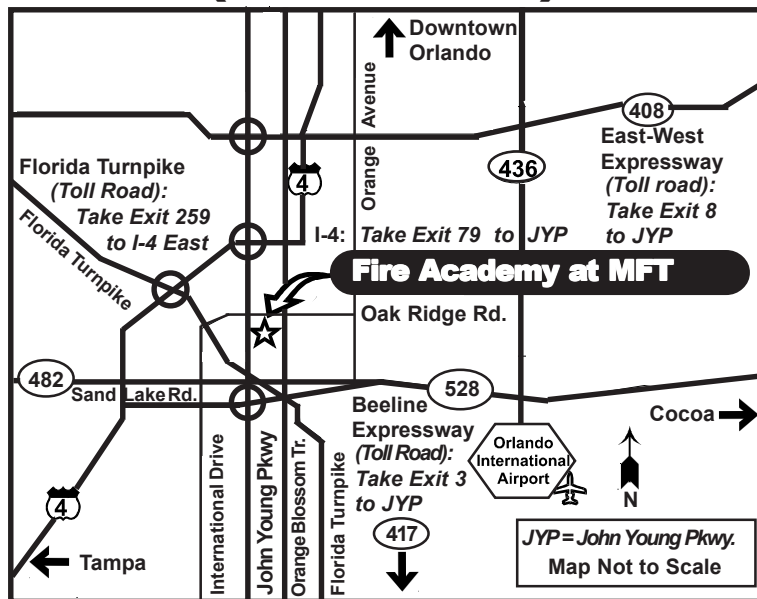 Downtown
Orlando
Orange Avenue
408
East-West
Expressway
(Toll road):
Take Exit 8
to JYP
436
Florida Turnpike
(Toll Road):
Take Exit 259
to I-4 East
Florida Turnpike
4
I-4: Take Exit 79 to JYP
Fire Academy at MFT
Oak Ridge Rd.
482
Sand Lake Rd.
528
Beeline
Expressway
(Toll Road):
Take Exit 3
to JYP
417
Cocoa
Orlando
International
Airport
N
International Drive
John Young Pkwy
Orange Blossom Tr.
Florida Turnpike
4
Tampa
JYP = John Young Pkwy.
Map Not to Scale